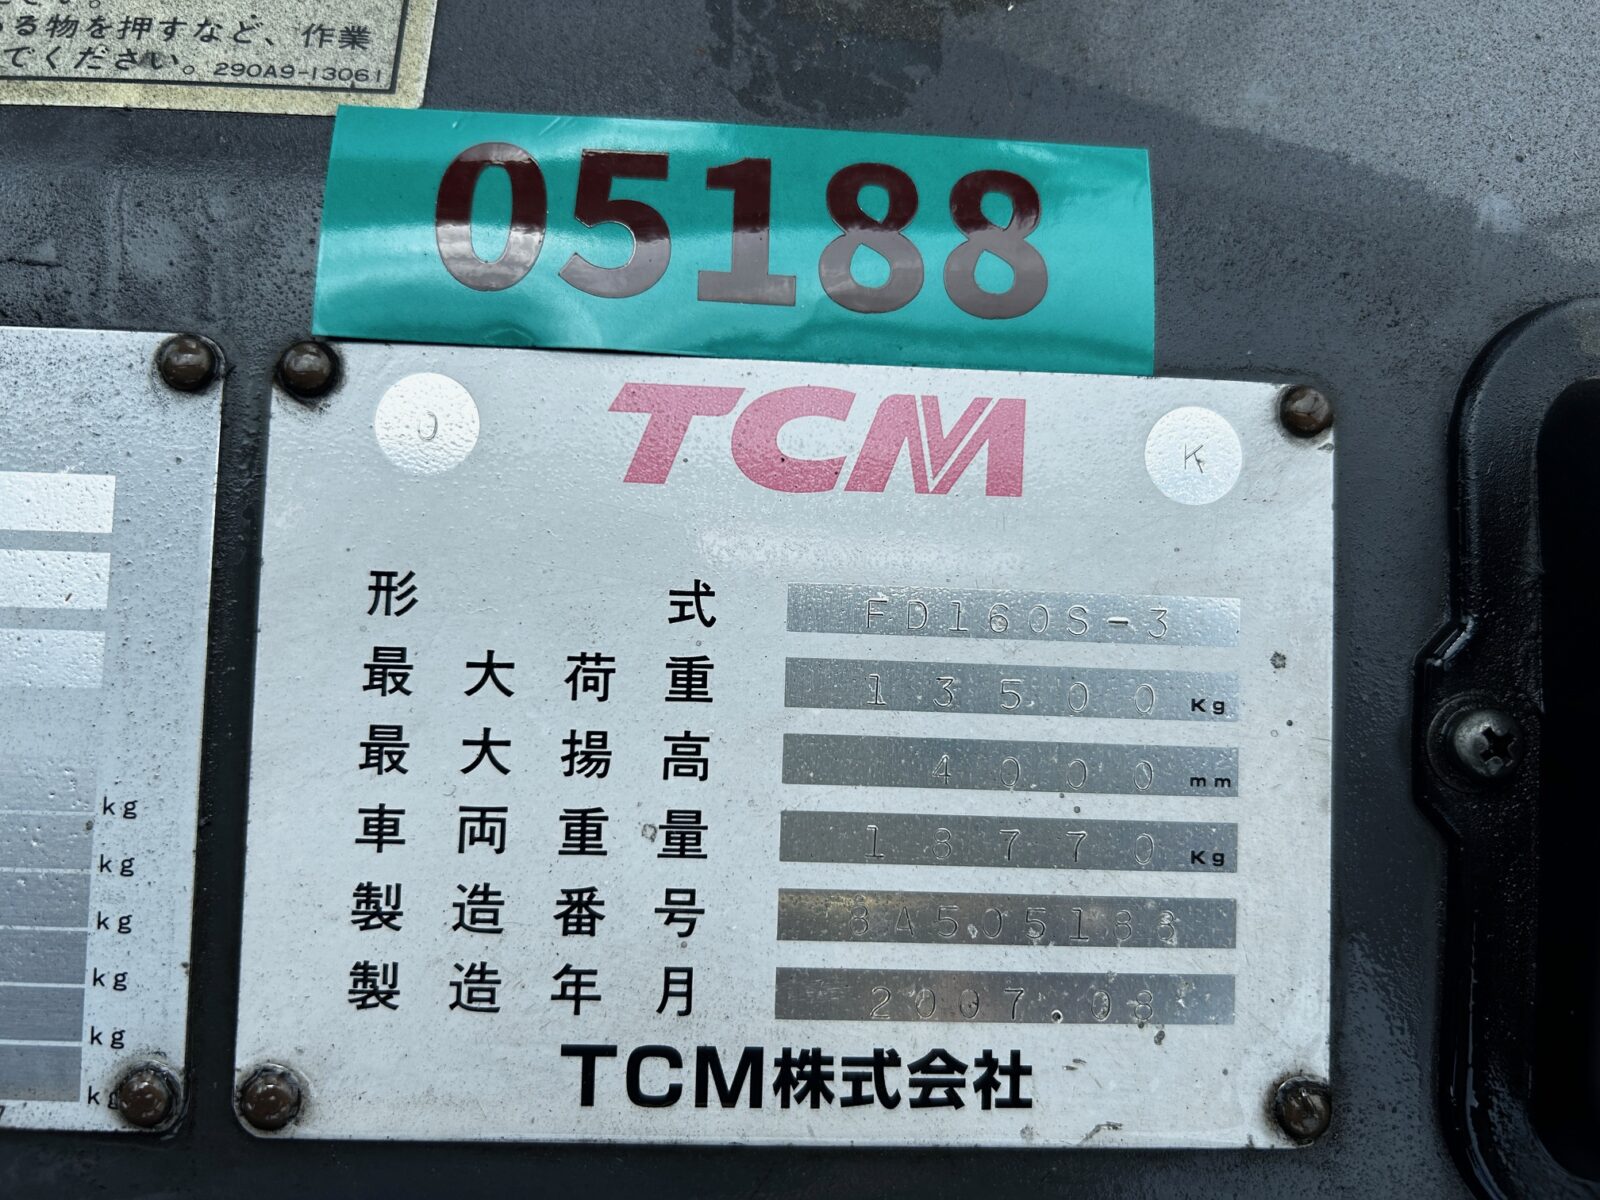 る物を押すなど、作業
でください。290A9-13061
05188
O TCM K
形式 FD160S-3
最大荷重 13500 Kg
最大揚高 4000 mm
車両重量 18770 Kg
製造番号 8A505188
製造年月 2007.08
TCM株式会社
kg
kg
kg
kg
kg